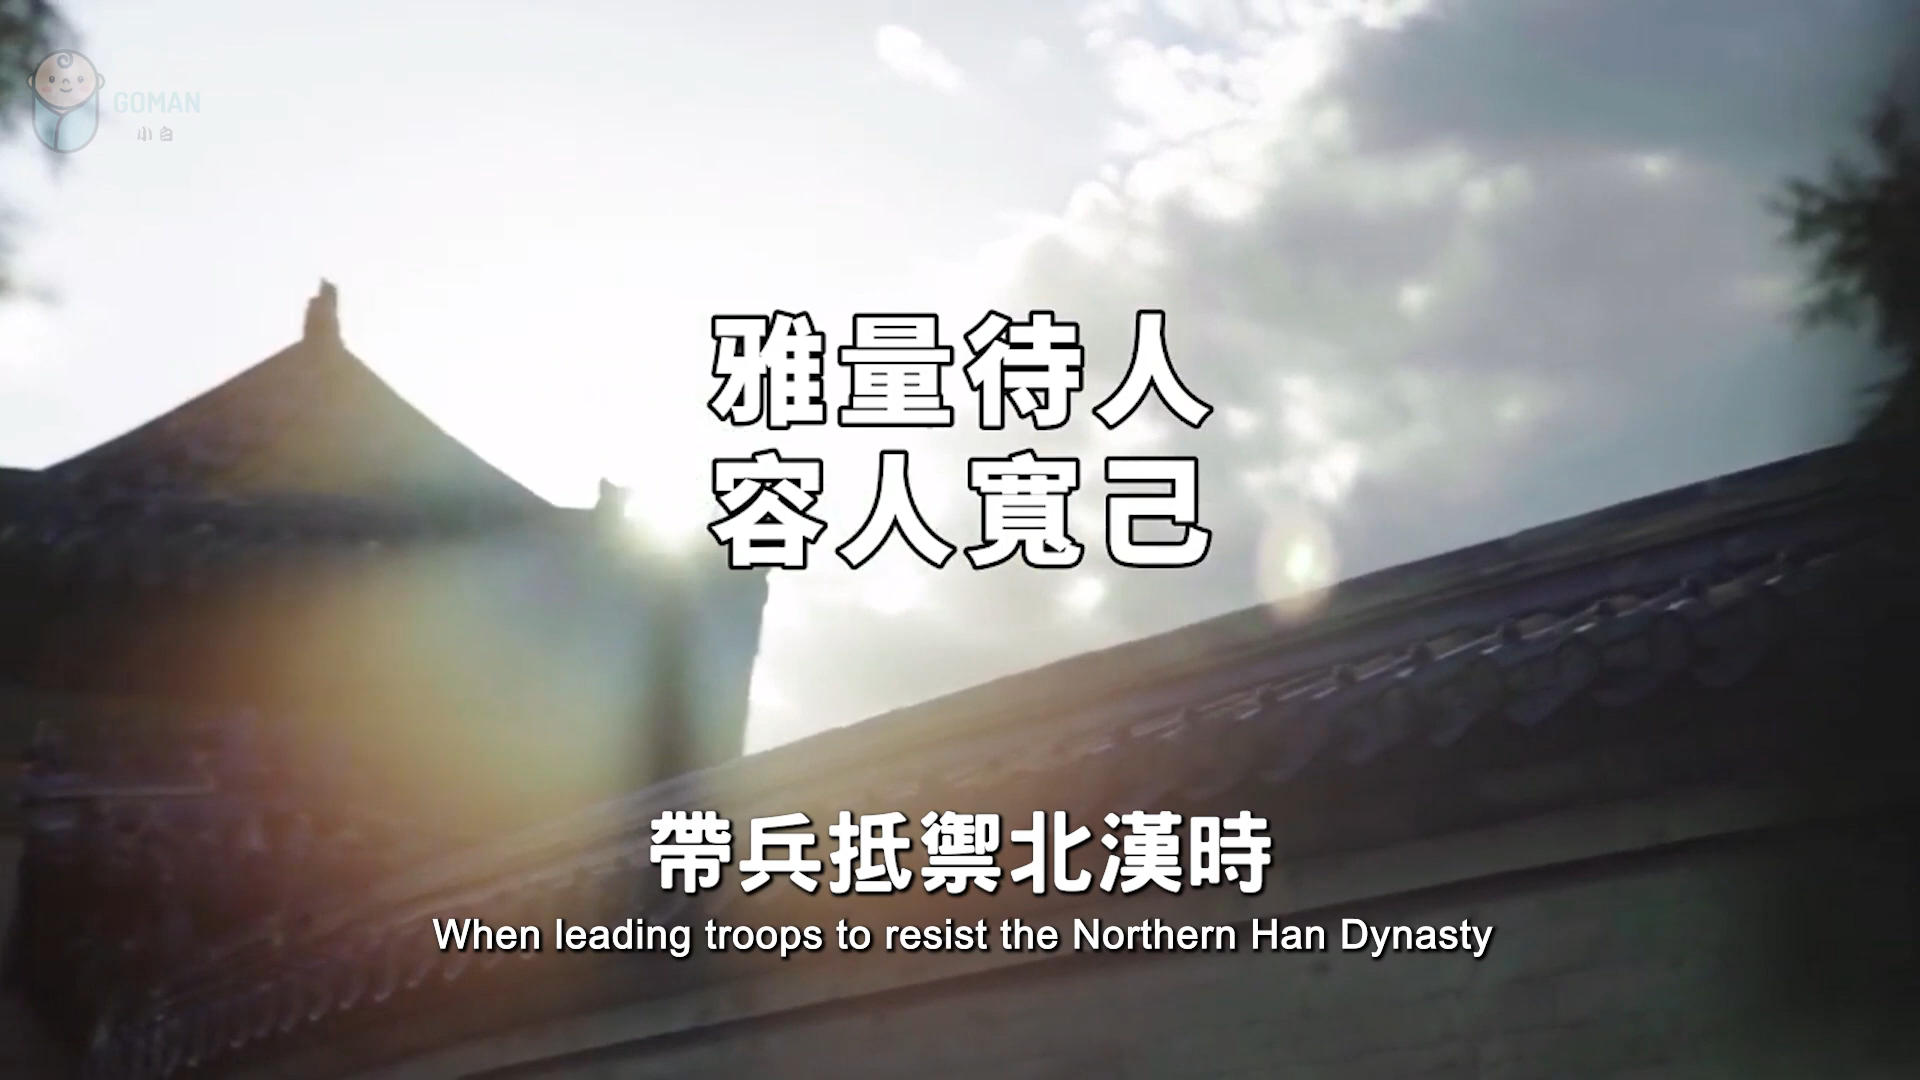 GOMAN
小白
雅量待人
容人寬己
帶兵抵禦北漢時
When leading troops to resist the Northern Han Dynasty